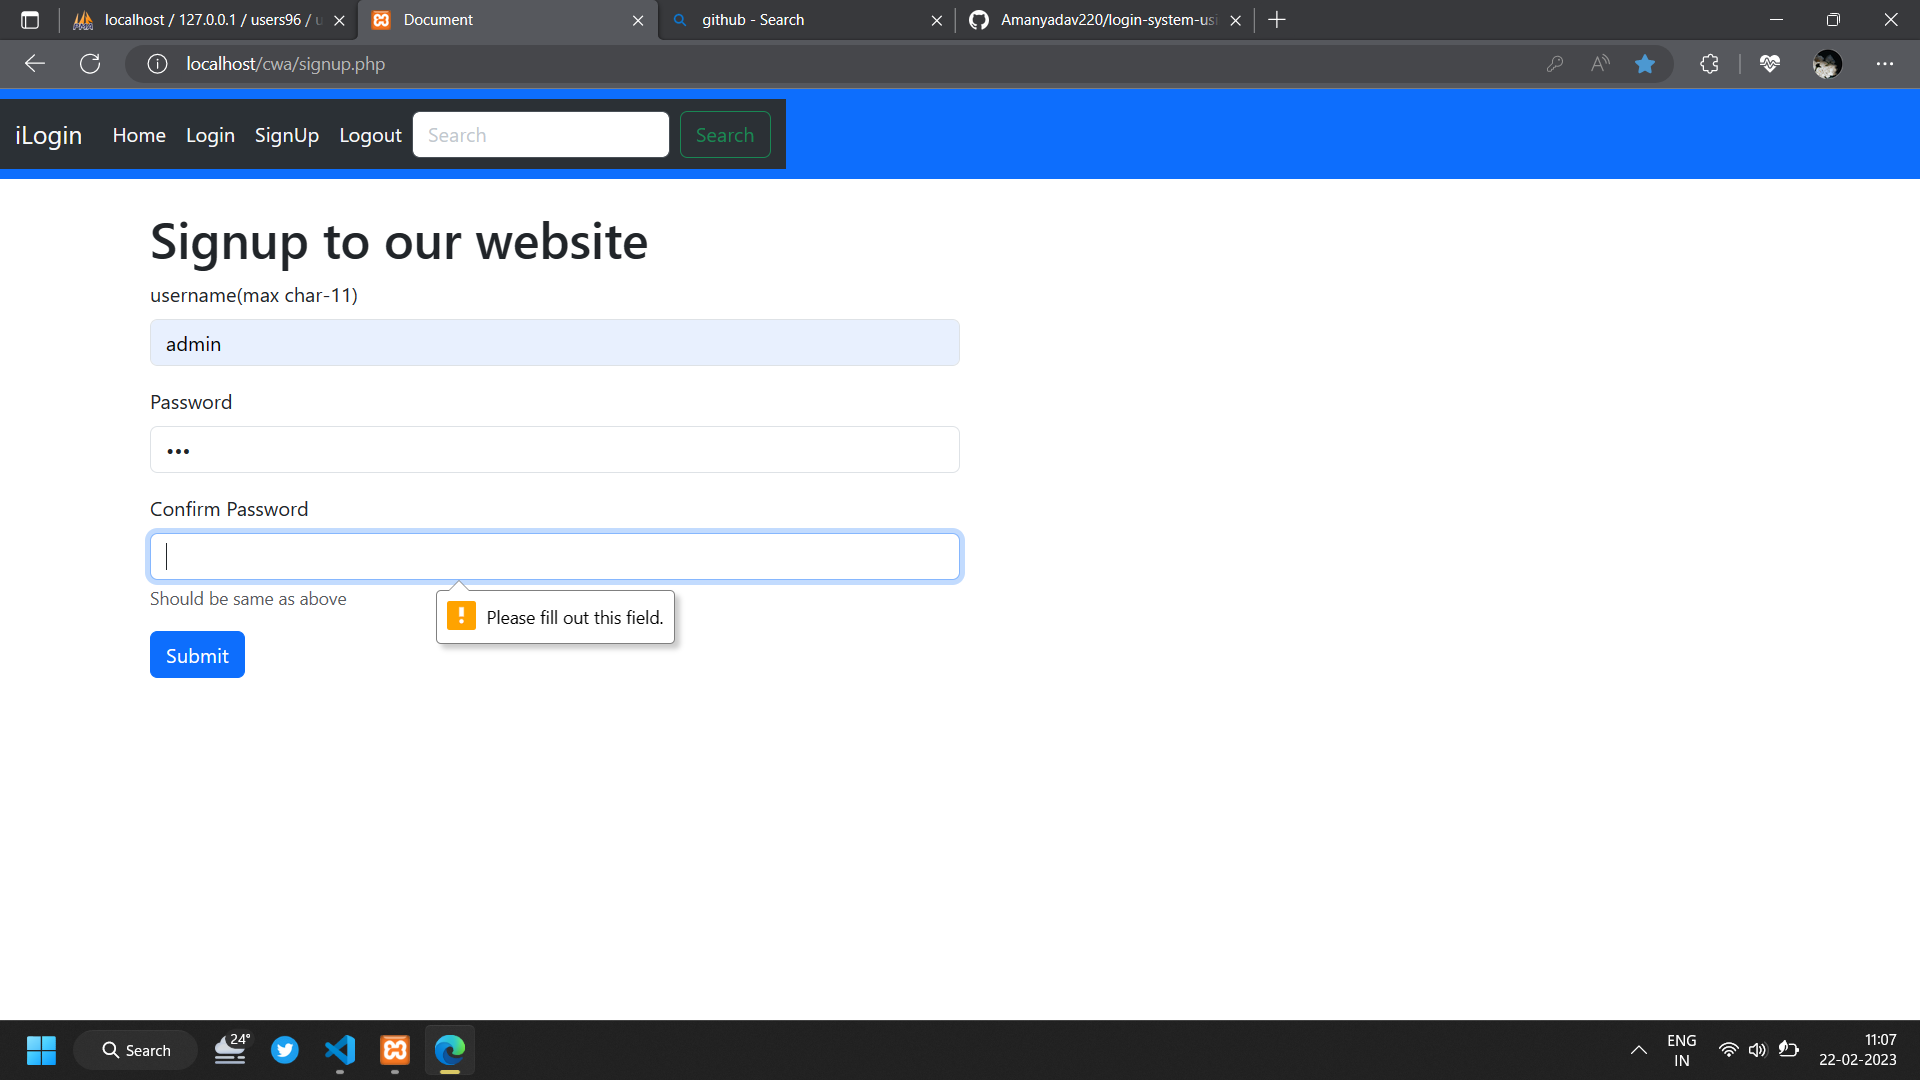 localhost / 127.0.0.1 / users96 / u
Document
github - Search
Amanyadav220/login-system-usi
localhost/cwa/signup.php
iLogin Home Login SignUp Logout Search Search
Signup to our website
username(max char-11)
admin
Password
•••
Confirm Password
Should be same as above
Please fill out this field.
Submit
Search
24°
ENG
IN
11:07
22-02-2023